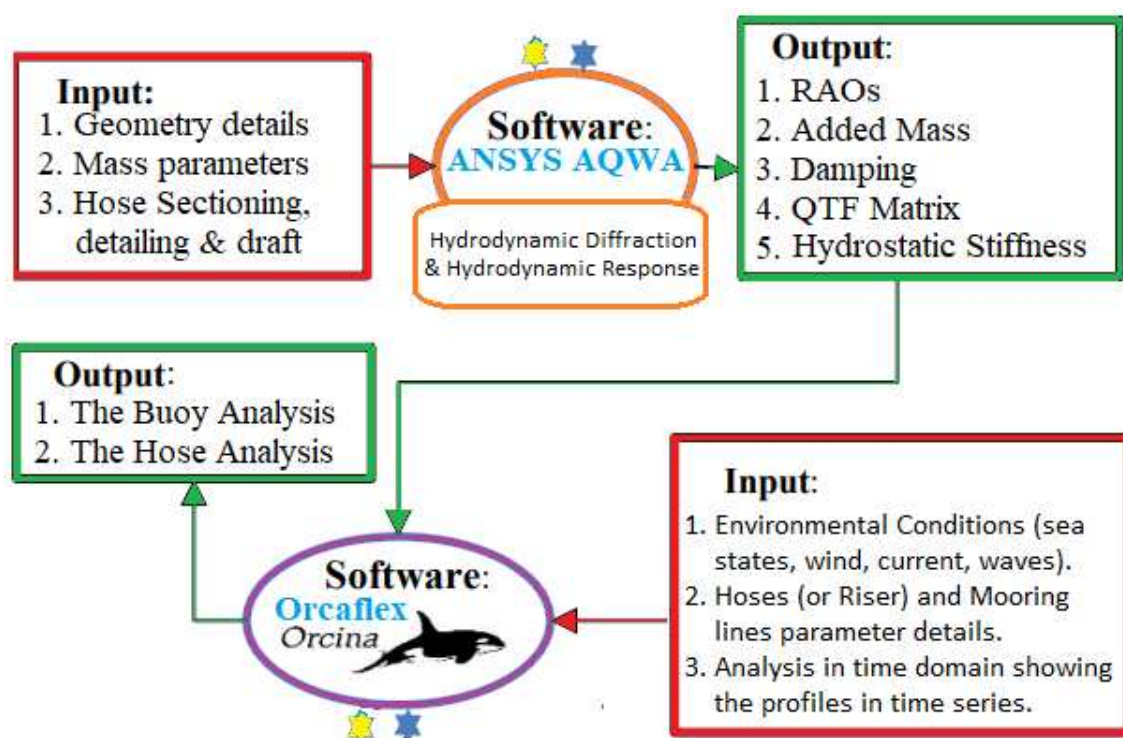 Input:
1. Geometry details
2. Mass parameters
3. Hose Sectioning,
detailing & draft
Software:
ANSYS AQWA
Hydrodynamic Diffraction
& Hydrodynamic Response
Output:
1. RAOs
2. Added Mass
3. Damping
4. QTF Matrix
5. Hydrostatic Stiffness
Output:
1. The Buoy Analysis
2. The Hose Analysis
Software:
Orcaflex
Orcina
Input:
1. Environmental Conditions (sea
states, wind, current, waves).
2. Hoses (or Riser) and Mooring
lines parameter details.
3. Analysis in time domain showing
the profiles in time series.